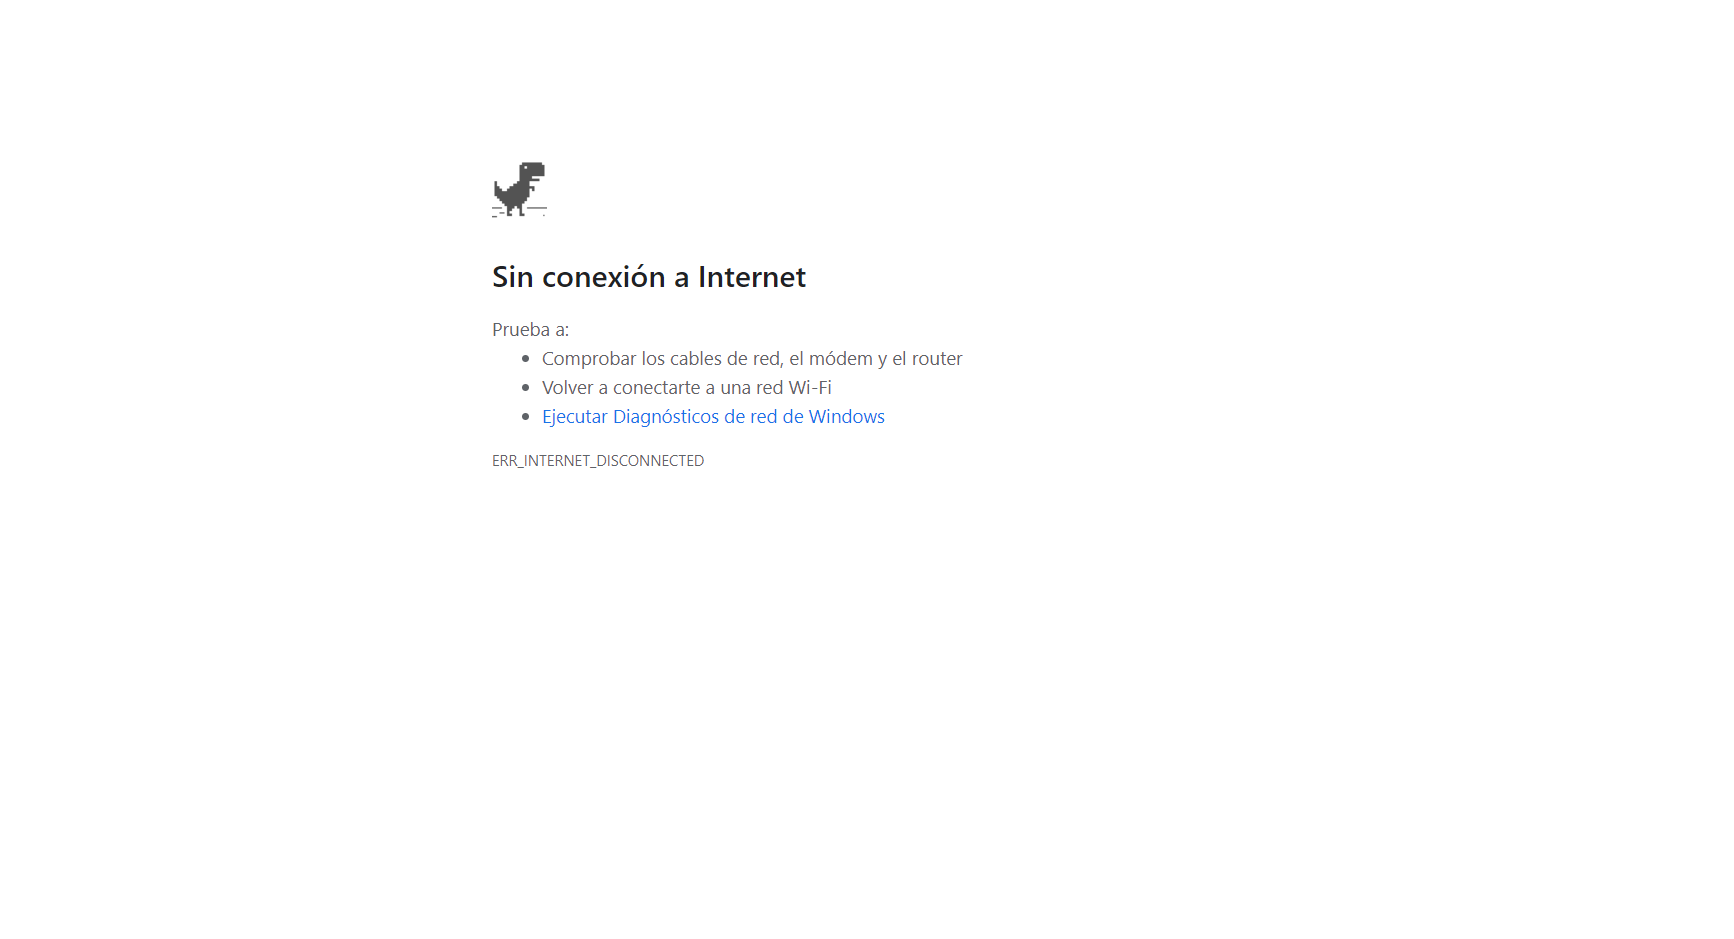 Sin conexión a Internet
Prueba a:
Comprobar los cables de red, el módem y el router
Volver a conectarte a una red Wi-Fi
Ejecutar Diagnósticos de red de Windows
ERR_INTERNET_DISCONNECTED